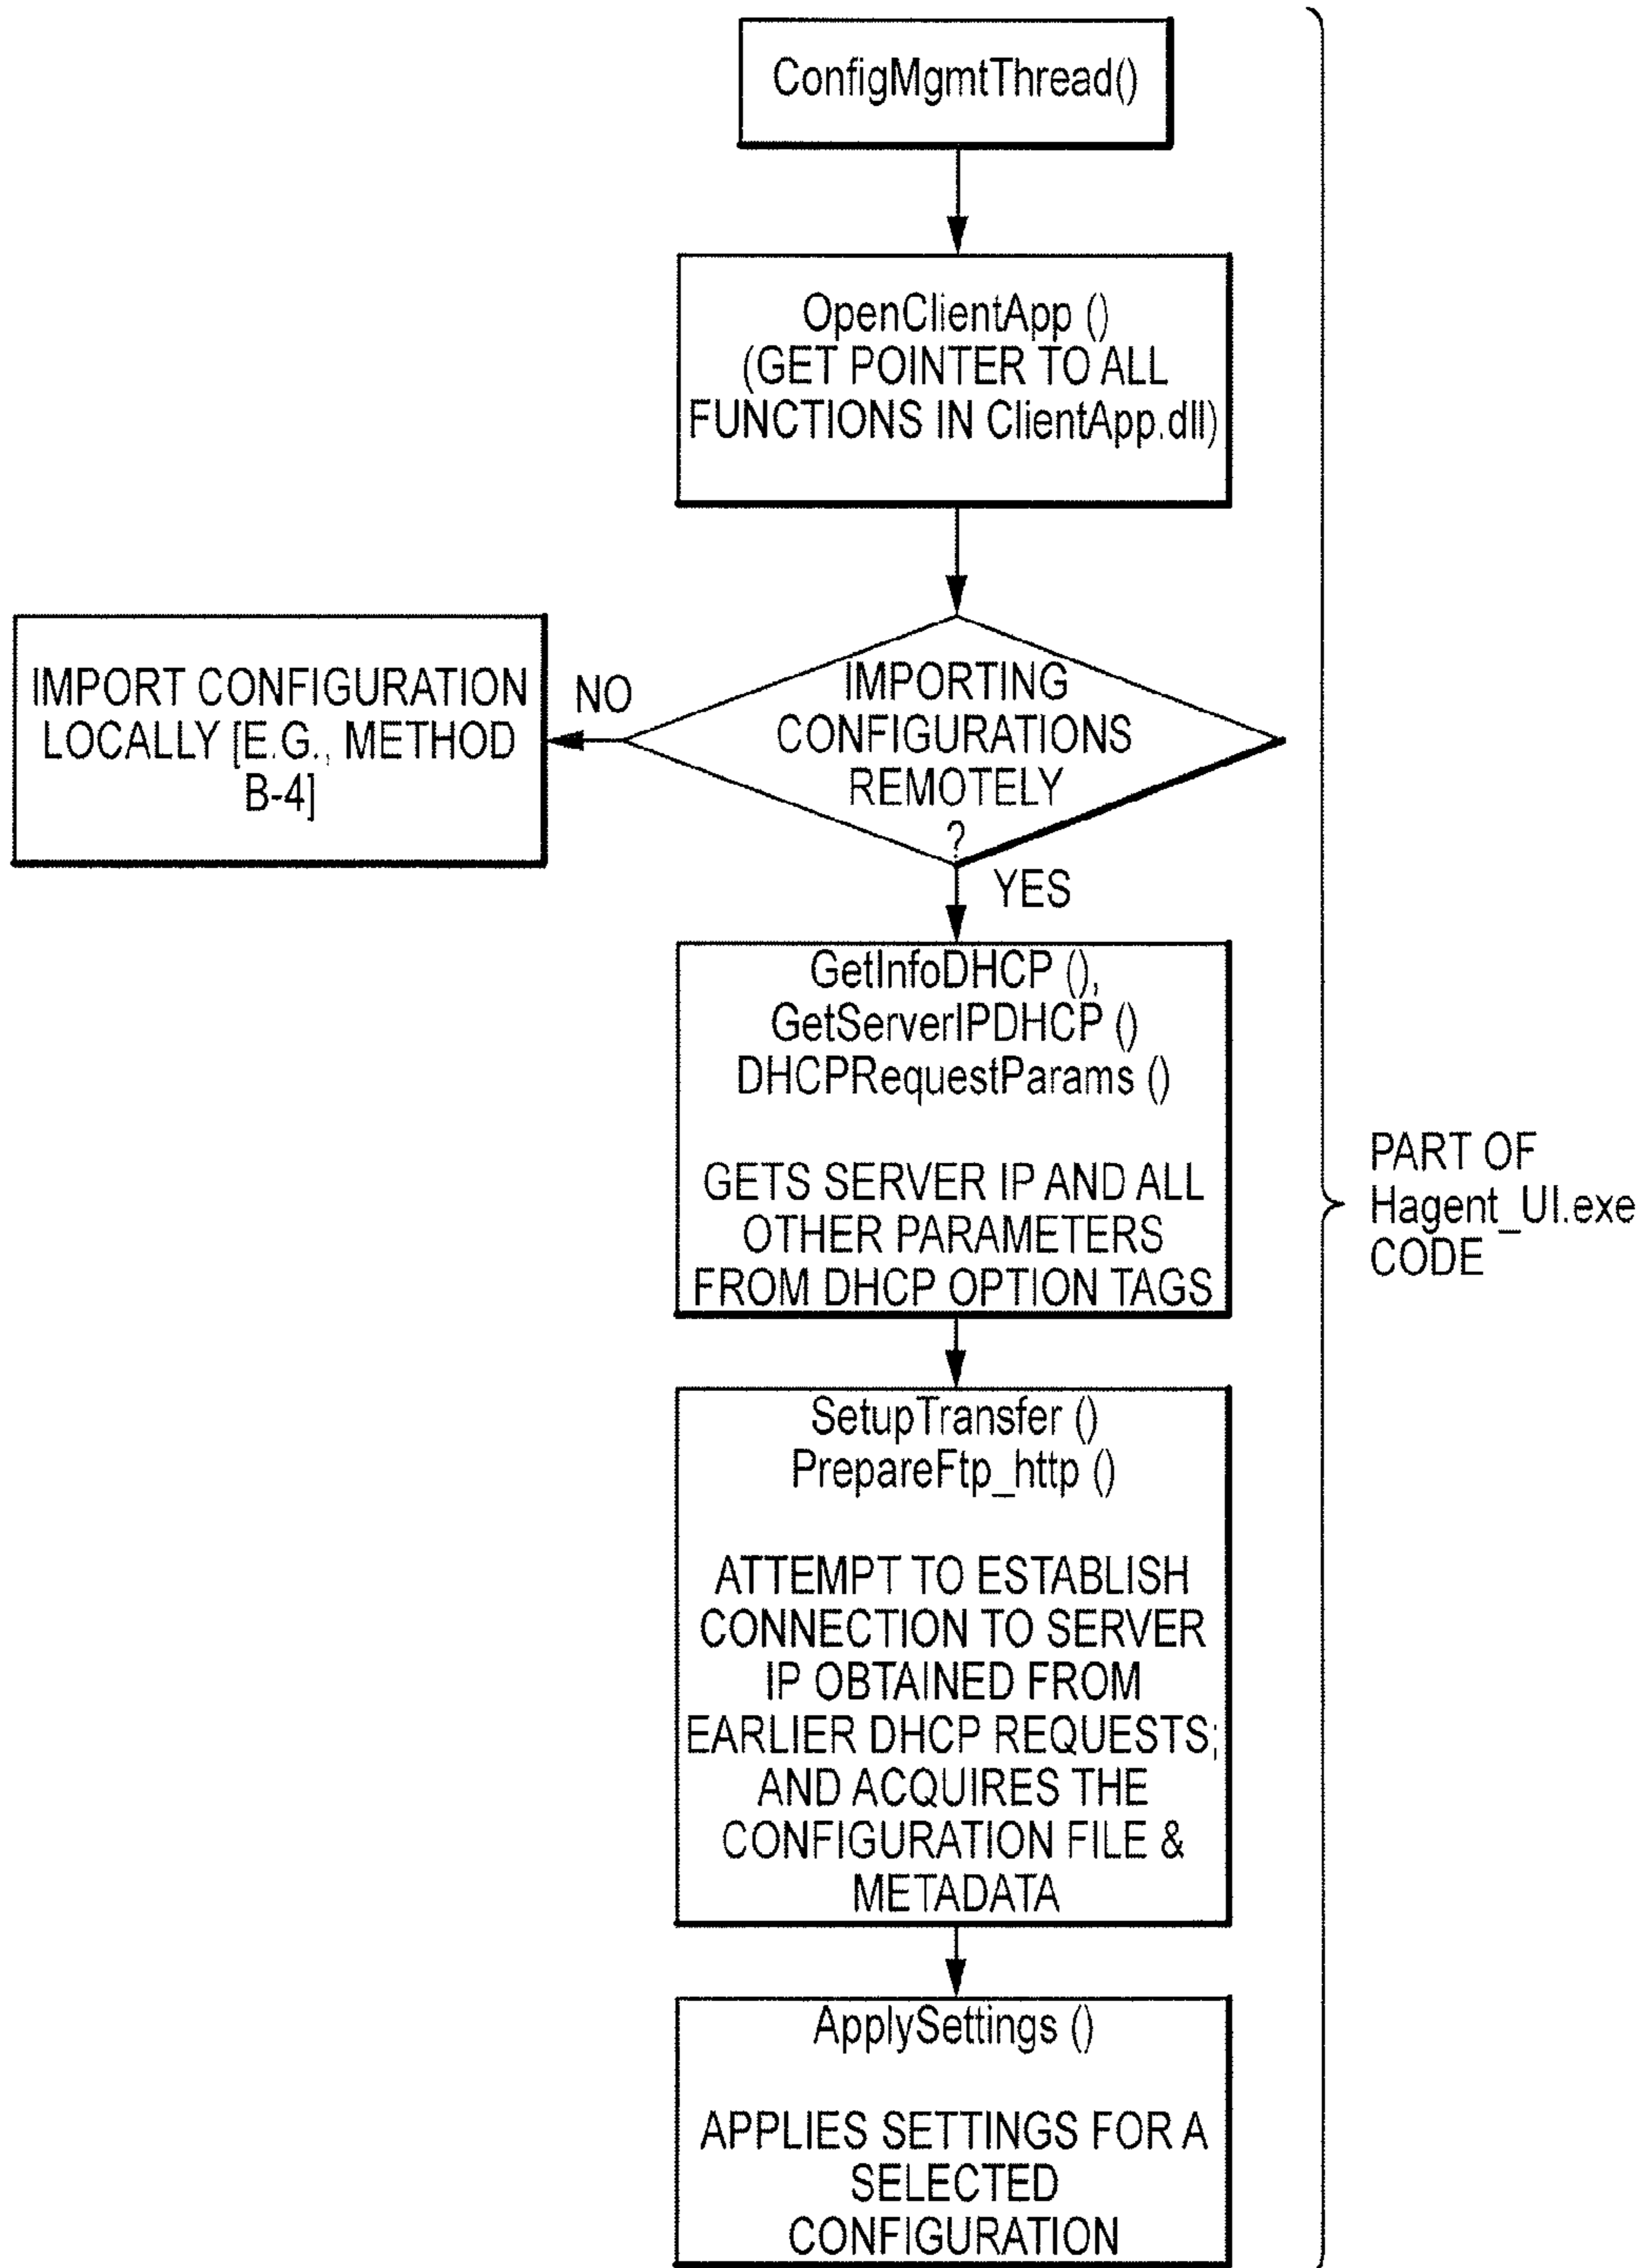 ConfigMgmtThread()
OpenClientApp ()
(GET POINTER TO ALL
FUNCTIONS IN ClientApp.dll)
IMPORT CONFIGURATION
LOCALLY [E.G., METHOD
B-4]
NO
IMPORTING
CONFIGURATIONS
REMOTELY
?
YES
GetInfoDHCP (),
GetServerIPDHCP ()
DHCPRequestParams ()
GETS SERVER IP AND ALL
OTHER PARAMETERS
FROM DHCP OPTION TAGS
PART OF
Hagent_UI.exe
CODE
SetupTransfer ()
PrepareFtp_http ()
ATTEMPT TO ESTABLISH
CONNECTION TO SERVER
IP OBTAINED FROM
EARLIER DHCP REQUESTS;
AND ACQUIRES THE
CONFIGURATION FILE &
METADATA
ApplySettings ()
APPLIES SETTINGS FOR A
SELECTED
CONFIGURATION